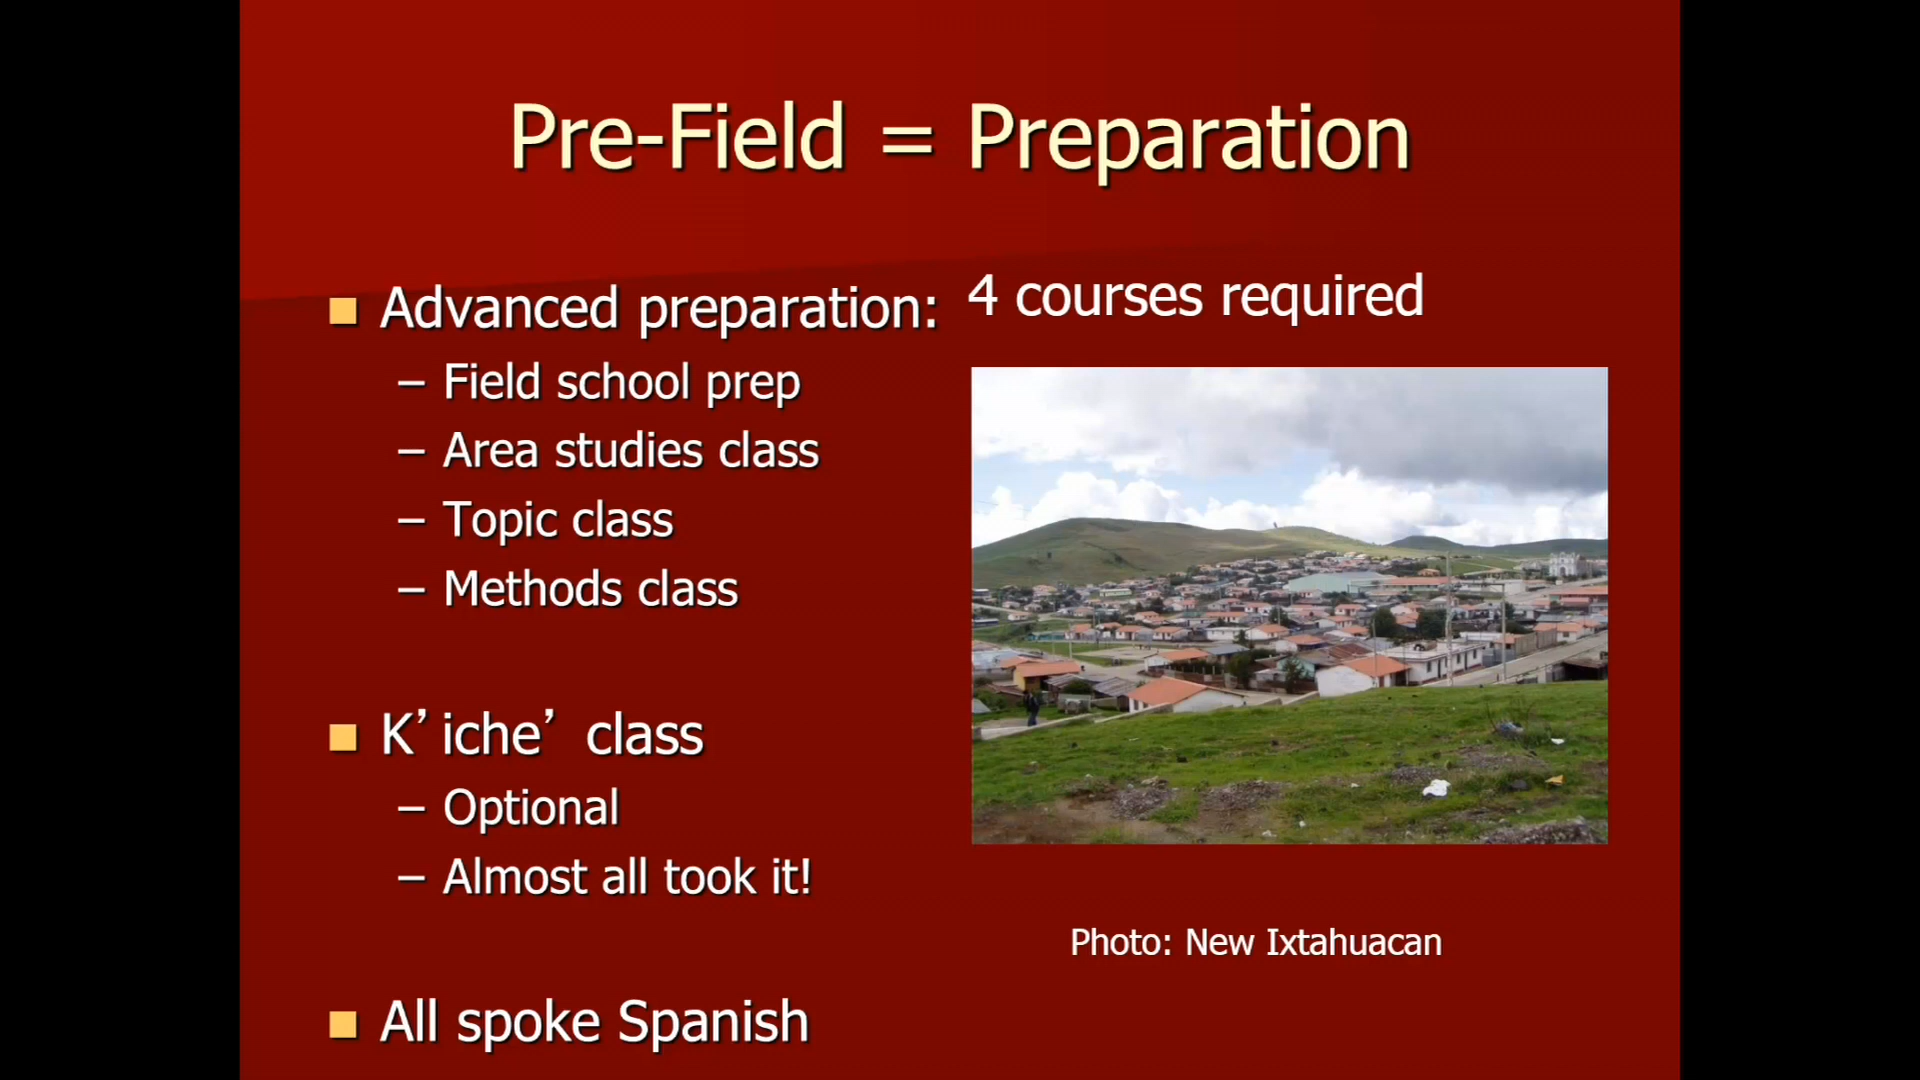 Pre-Field = Preparation
Advanced preparation: 4 courses required
– Field school prep
– Area studies class
– Topic class
– Methods class
K’iche’ class
– Optional
– Almost all took it!
All spoke Spanish
Photo: New Ixtahuacan